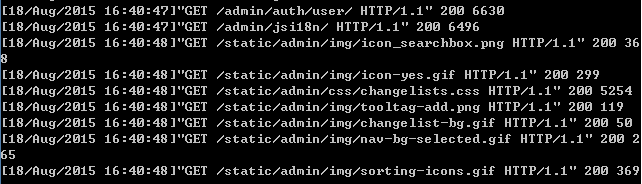 [18/Aug/2015 16:40:47]"GET /admin/auth/user/ HTTP/1.1" 200 6630
[18/Aug/2015 16:40:47]"GET /admin/jsi18n/ HTTP/1.1" 200 6496
[18/Aug/2015 16:40:48]"GET /static/admin/img/icon_searchbox.png HTTP/1.1" 200 36
8
[18/Aug/2015 16:40:48]"GET /static/admin/img/icon-yes.gif HTTP/1.1" 200 299
[18/Aug/2015 16:40:48]"GET /static/admin/css/changelists.css HTTP/1.1" 200 5254
[18/Aug/2015 16:40:48]"GET /static/admin/img/tooltag-add.png HTTP/1.1" 200 119
[18/Aug/2015 16:40:48]"GET /static/admin/img/changelist-bg.gif HTTP/1.1" 200 50
[18/Aug/2015 16:40:48]"GET /static/admin/img/nav-bg-selected.gif HTTP/1.1" 200 2
65
[18/Aug/2015 16:40:48]"GET /static/admin/img/sorting-icons.gif HTTP/1.1" 200 369